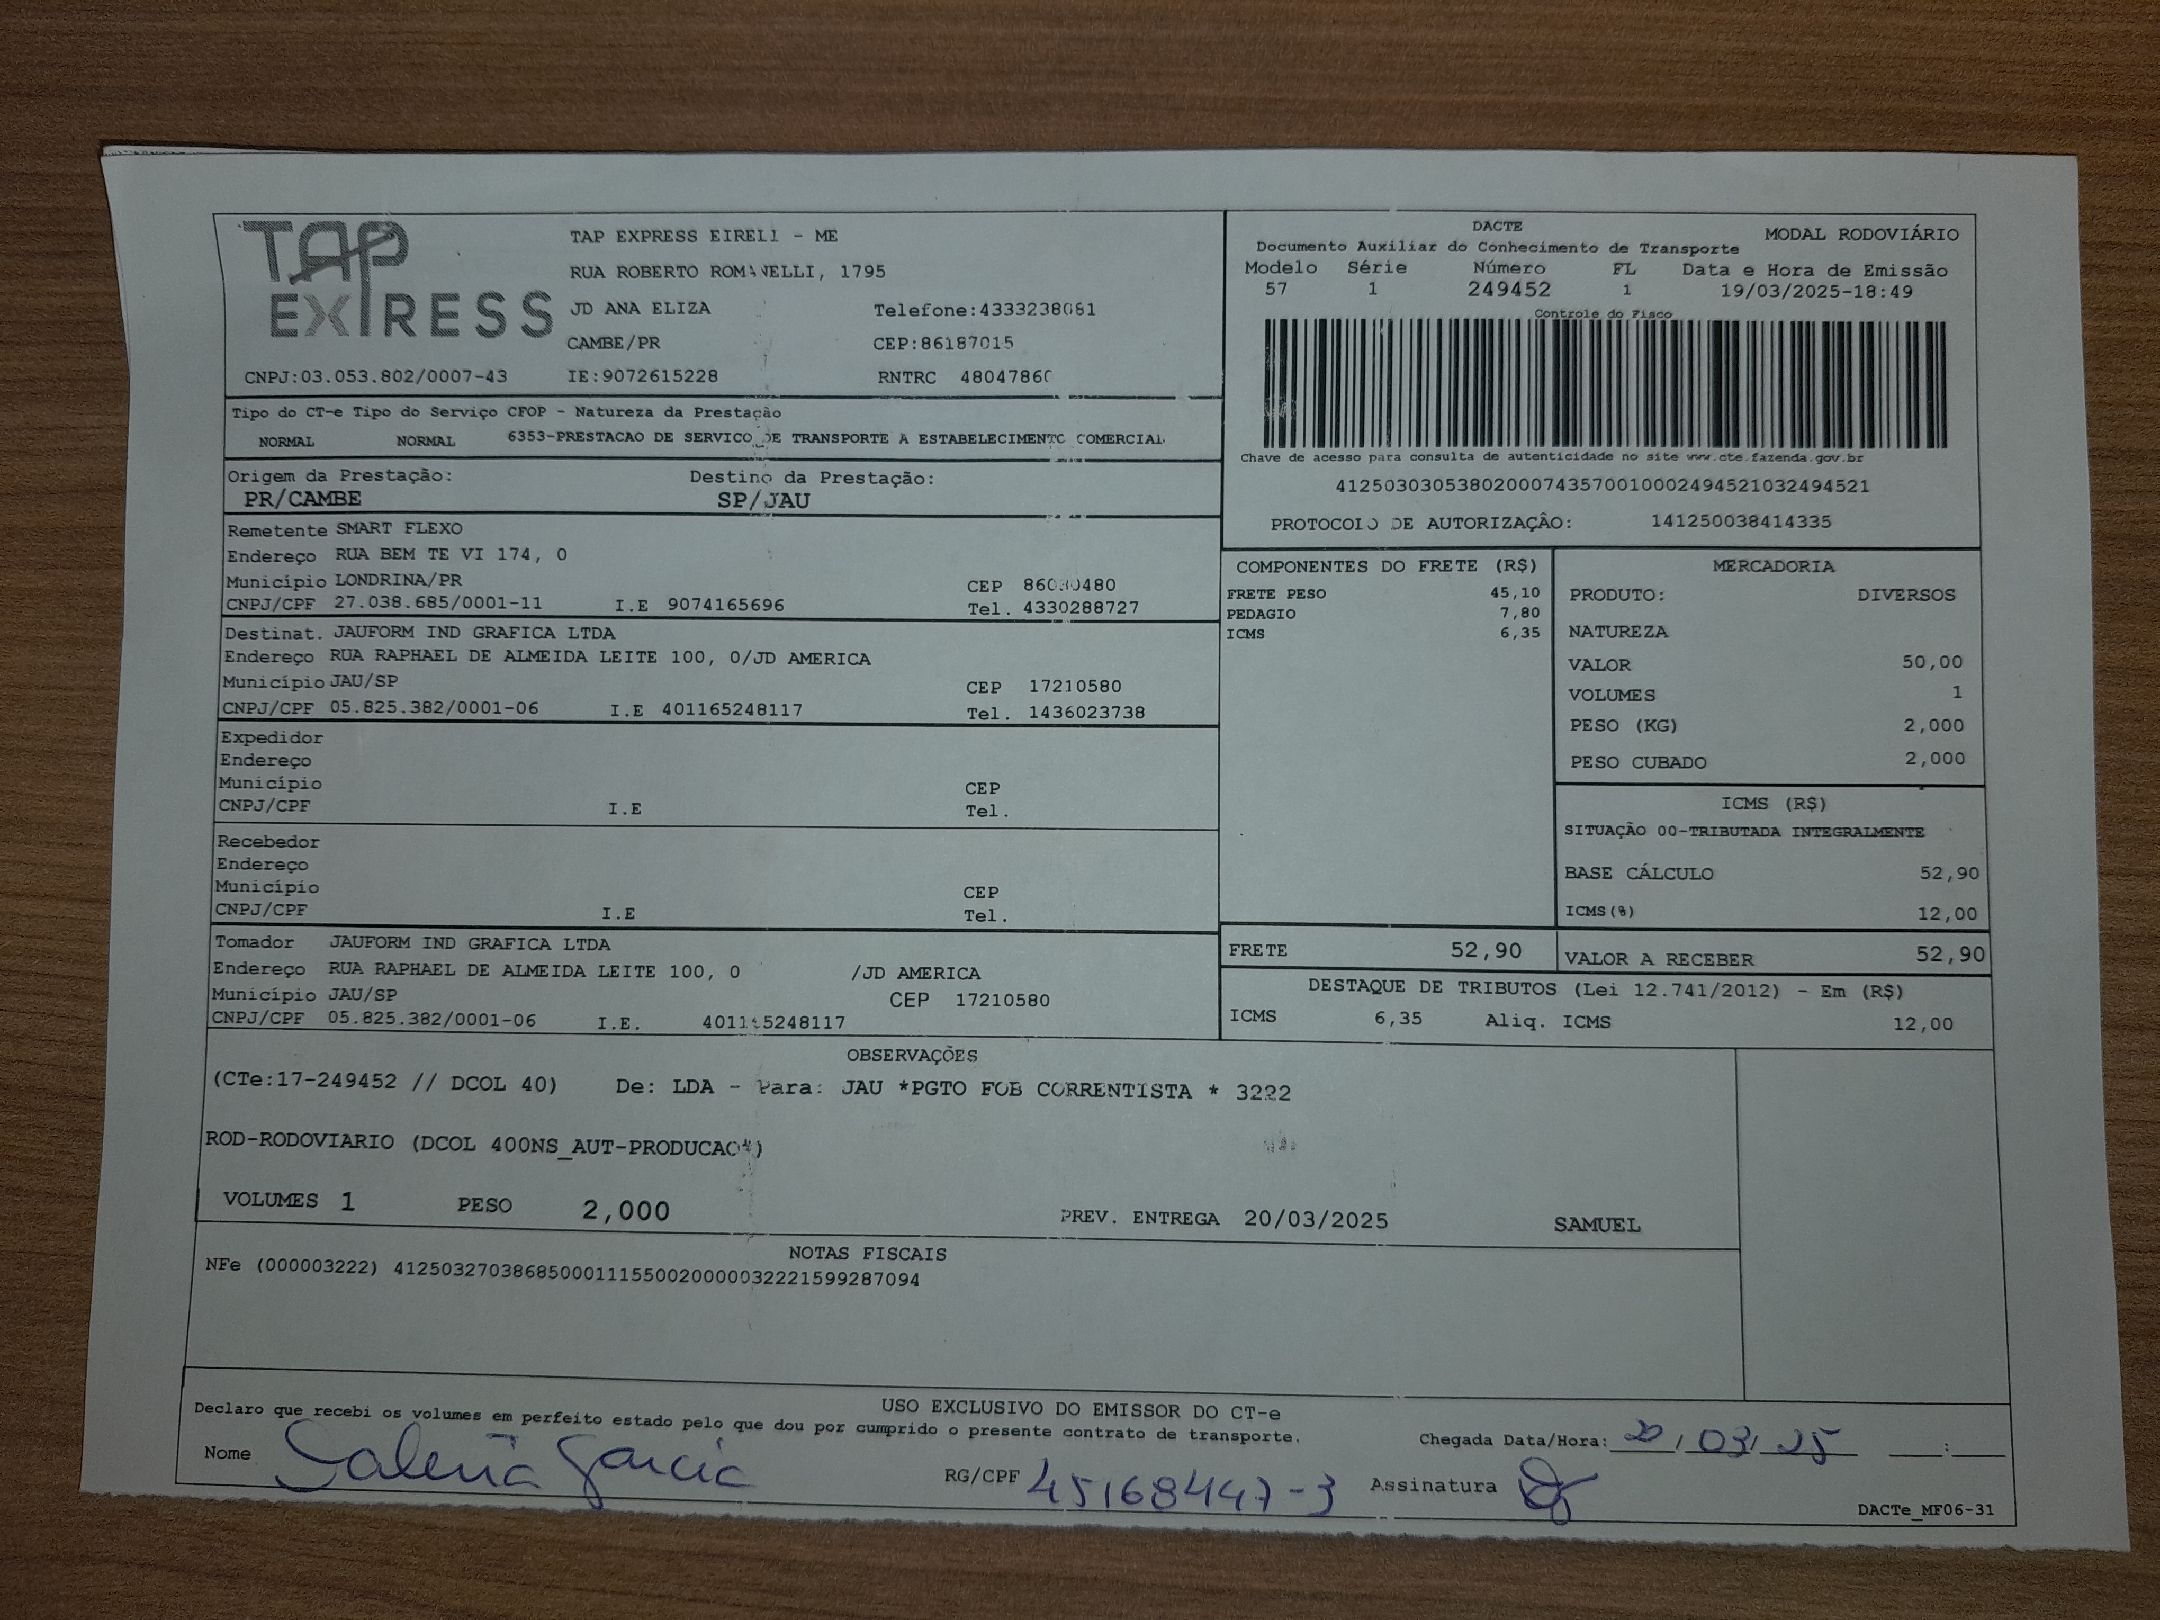 TAP EXPRESS
TAP EXPRESS EIRELI - ME
RUA ROBERTO ROMANELLI, 1795
JD ANA ELIZA Telefone:4333238081
CAMBE/PR CEP:86187015
CNPJ:03.053.802/0007-43 IE:9072615228 RNTRC 48047860
DACTE MODAL RODOVIÁRIO
Documento Auxiliar do Conhecimento de Transporte
Modelo Série Número FL Data e Hora de Emissão
57 1 249452 1 19/03/2025-18:49
Controle do Fisco
Chave de acesso para consulta de autenticidade no site www.cte.fazenda.gov.br
41250303053802000743570010002494521032494521
PROTOCOLO DE AUTORIZAÇÃO: 141250038414335
Tipo do CT-e Tipo do Serviço CFOP - Natureza da Prestação
NORMAL NORMAL 6353-PRESTACAO DE SERVICO DE TRANSPORTE A ESTABELECIMENTO COMERCIAL
Origem da Prestação: Destino da Prestação:
PR/CAMBE SP/JAU
Remetente SMART FLEXO
Endereço RUA BEM TE VI 174, 0
Município LONDRINA/PR CEP
CNPJ/CPF 27.038.685/0001-11 I.E 9074165696 Tel. 4330288727
Destinat. JAUFORM IND GRAFICA LTDA
Endereço RUA RAPHAEL DE ALMEIDA LEITE 100, 0/JD AMERICA
Município JAU/SP CEP 17210580
CNPJ/CPF 05.825.382/0001-06 I.E 401165248117 Tel. 1436023738
Expedidor
Endereço
Município CEP
CNPJ/CPF I.E Tel.
Recebedor
Endereço
Município CEP
CNPJ/CPF I.E Tel.
Tomador JAUFORM IND GRAFICA LTDA
Endereço RUA RAPHAEL DE ALMEIDA LEITE 100, 0 /JD AMERICA
Município JAU/SP CEP 17210580
CNPJ/CPF 05.825.382/0001-06 I.E. 401165248117
COMPONENTES DO FRETE (R$)
FRETE PESO 45,10
PEDAGIO 7,80
ICMS 6,35
MERCADORIA
PRODUTO: DIVERSOS
NATUREZA
VALOR 50,00
VOLUMES 1
PESO (KG) 2,000
PESO CUBADO 2,000
ICMS (R$)
SITUAÇÃO 00-TRIBUTADA INTEGRALMENTE
BASE CÁLCULO 52,90
ICMS(%) 12,00
FRETE 52,90 VALOR A RECEBER 52,90
DESTAQUE DE TRIBUTOS (Lei 12.741/2012) - Em (R$)
ICMS 6,35 Aliq. ICMS 12,00
OBSERVAÇÕES
(CTe:17-249452 // DCOL 40) De: LDA - Para: JAU *PGTO FOB CORRENTISTA * 3222
ROD-RODOVIARIO (DCOL 400NS_AUT-PRODUCAO*)
VOLUMES 1 PESO 2,000 PREV. ENTREGA 20/03/2025 SAMUEL
NOTAS FISCAIS
NFe (000003222) 41250327038685000111550020000032221599287094
USO EXCLUSIVO DO EMISSOR DO CT-e
Declaro que recebi os volumes em perfeito estado pelo que dou por cumprido o presente contrato de transporte.
Chegada Data/Hora: 20/03/25 :
Nome Garcia RG/CPF 45168447-3 Assinatura
DACTe_MF06-31